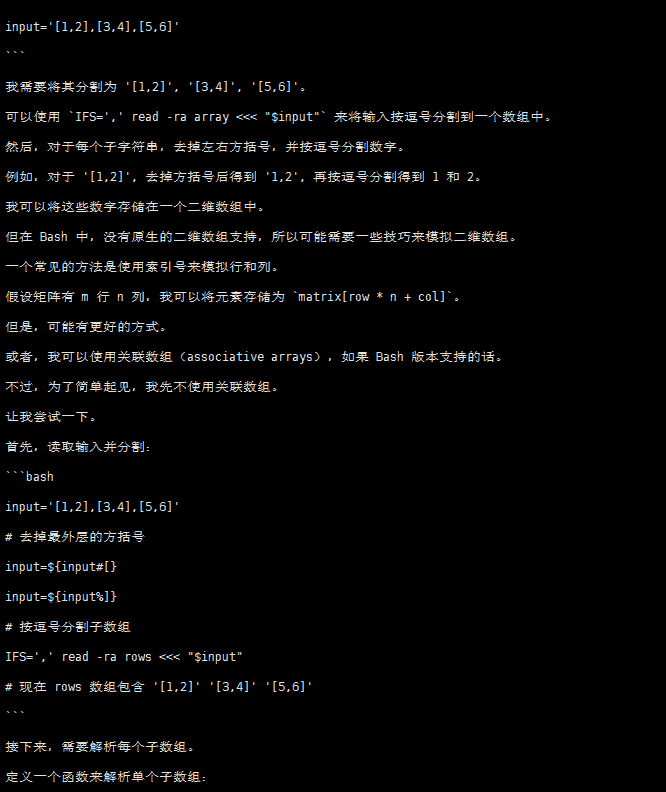 input='[1,2],[3,4],[5,6]'
```
我需要将其分割为 '[1,2]', '[3,4]', '[5,6]'。
可以使用 `IFS=',' read -ra array <<< "$input"` 来将输入按逗号分割到一个数组中。
然后，对于每个子字符串，去掉左右方括号，并按逗号分割数字。
例如，对于 '[1,2]'，去掉方括号后得到 '1,2'，再按逗号分割得到 1 和 2。
我可以将这些数字存储在一个二维数组中。
但在 Bash 中，没有原生的二维数组支持，所以可能需要一些技巧来模拟二维数组。
一个常见的方法是使用索引号来模拟行和列。
假设矩阵有 m 行 n 列，我可以将元素存储为 `matrix[row * n + col]`。
但是，可能有更好的方式。
或者，我可以使用关联数组（associative arrays），如果 Bash 版本支持的话。
不过，为了简单起见，我先不使用关联数组。
让我尝试一下。
首先，读取输入并分割：
```bash
input='[1,2],[3,4],[5,6]'
# 去掉最外层的方括号
input=${input#[}
input=${input%]}
# 按逗号分割子数组
IFS=',' read -ra rows <<< "$input"
# 现在 rows 数组包含 '[1,2]' '[3,4]' '[5,6]'
```
接下来，需要解析每个子数组。
定义一个函数来解析单个子数组：